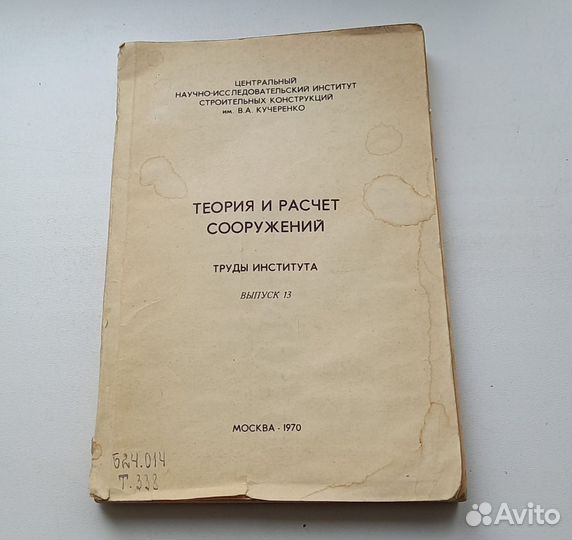 ЦЕНТРАЛЬНЫЙ
НАУЧНО-ИССЛЕДОВАТЕЛЬСКИЙ ИНСТИТУТ
СТРОИТЕЛЬНЫХ КОНСТРУКЦИЙ
им. В.А. КУЧЕРЕНКО
ТЕОРИЯ И РАСЧЕТ
СООРУЖЕНИЙ
ТРУДЫ ИНСТИТУТА
ВЫПУСК 13
МОСКВА - 1970
624.014
Т.338
Avito